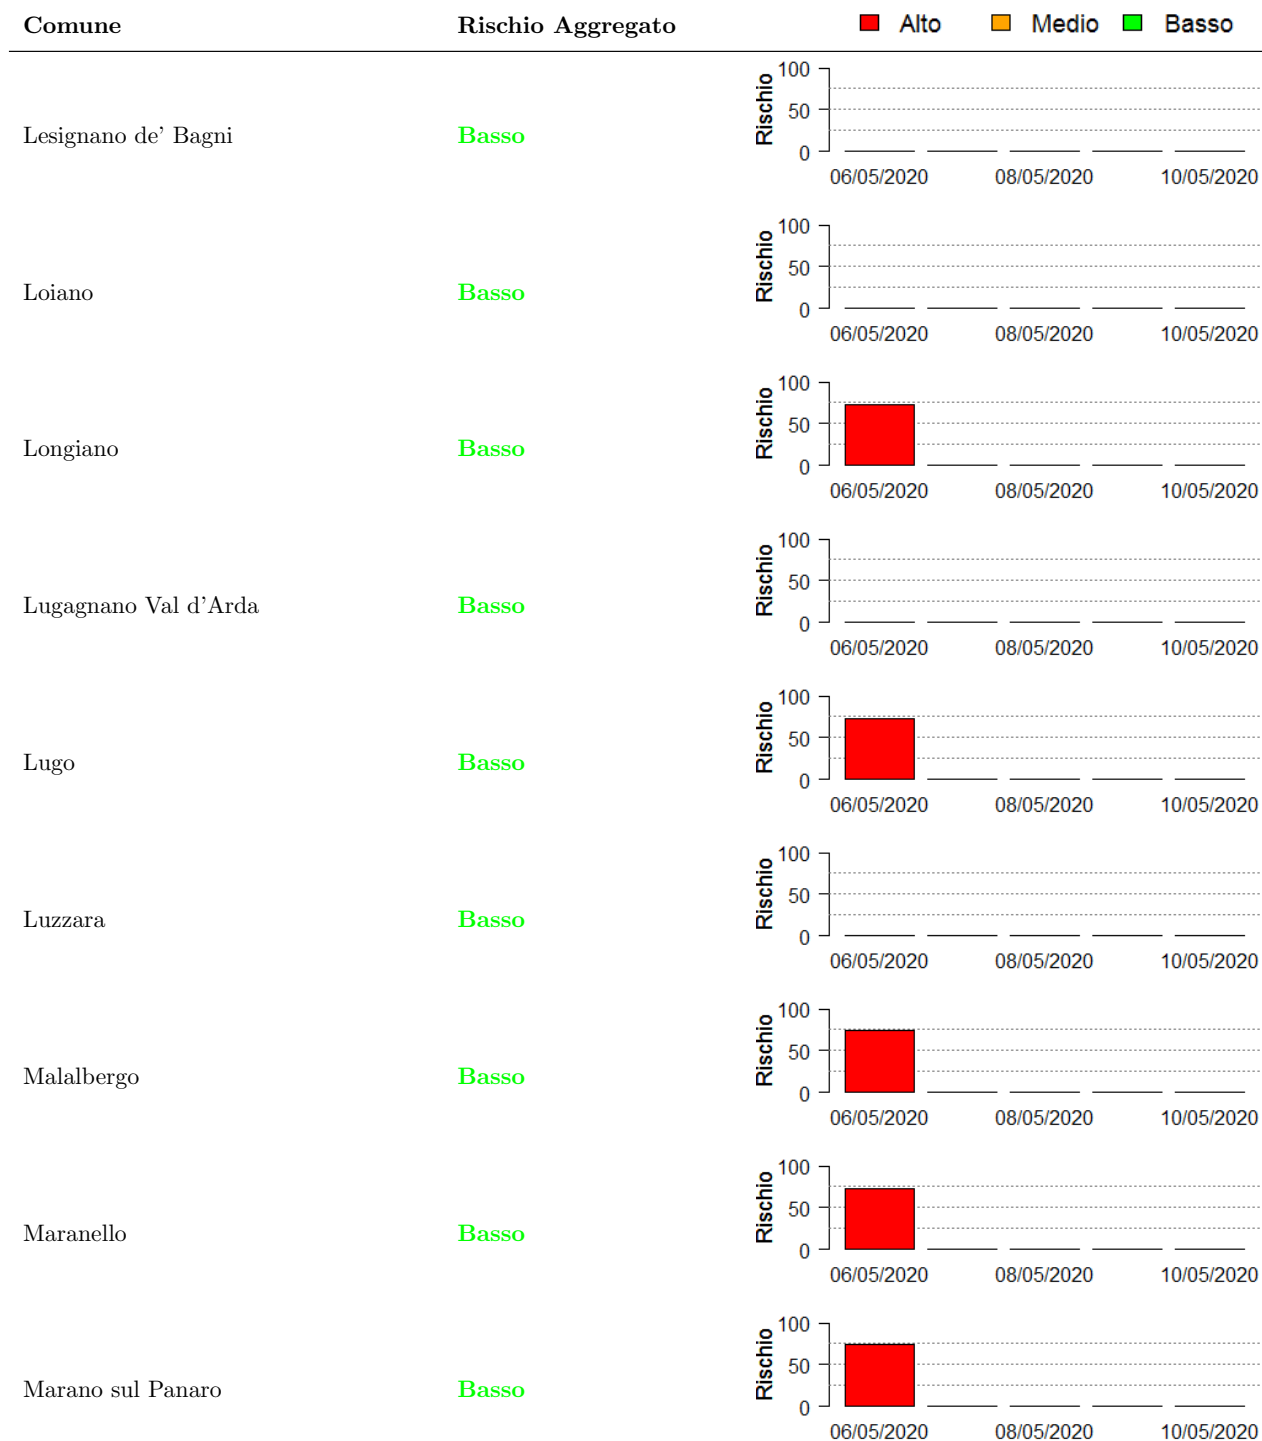 Comune Rischio Aggregato Alto Medio Basso
100
50
0
Rischio
Lesignano de' Bagni Basso
06/05/2020 08/05/2020 10/05/2020
100
50
0
Rischio
Loiano Basso
06/05/2020 08/05/2020 10/05/2020
100
50
0
Rischio
Longiano Basso
06/05/2020 08/05/2020 10/05/2020
100
50
0
Rischio
Lugagnano Val d'Arda Basso
06/05/2020 08/05/2020 10/05/2020
100
50
0
Rischio
Lugo Basso
06/05/2020 08/05/2020 10/05/2020
100
50
0
Rischio
Luzzara Basso
06/05/2020 08/05/2020 10/05/2020
100
50
0
Rischio
Malalbergo Basso
06/05/2020 08/05/2020 10/05/2020
100
50
0
Rischio
Maranello Basso
06/05/2020 08/05/2020 10/05/2020
100
50
0
Rischio
Marano sul Panaro Basso
06/05/2020 08/05/2020 10/05/2020